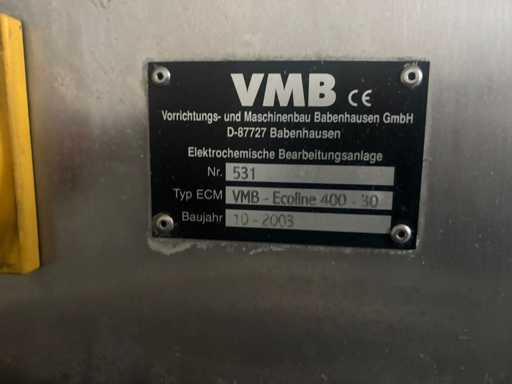 VMB CE
Vorrichtungs- und Maschinenbau Babenhausen GmbH
D-87727 Babenhausen
Elektrochemische Bearbeitungsanlage
Nr. 531
Typ ECM VMB - Ecoline 400 - 30
Baujahr 10 - 2003